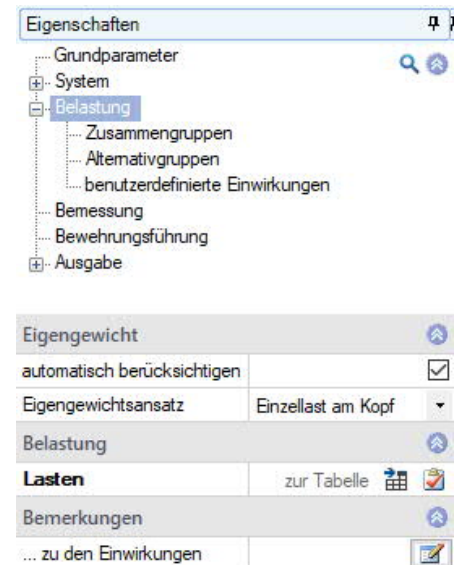 Eigenschaften
Grundparameter
System
Belastung
Zusammengruppen
Alternativgruppen
benutzerdefinierte Einwirkungen
Bemessung
Bewehrungsführung
Ausgabe
Eigengewicht
automatisch berücksichtigen
Eigengewichtsansatz Einzellast am Kopf
Belastung
Lasten zur Tabelle
Bemerkungen
... zu den Einwirkungen